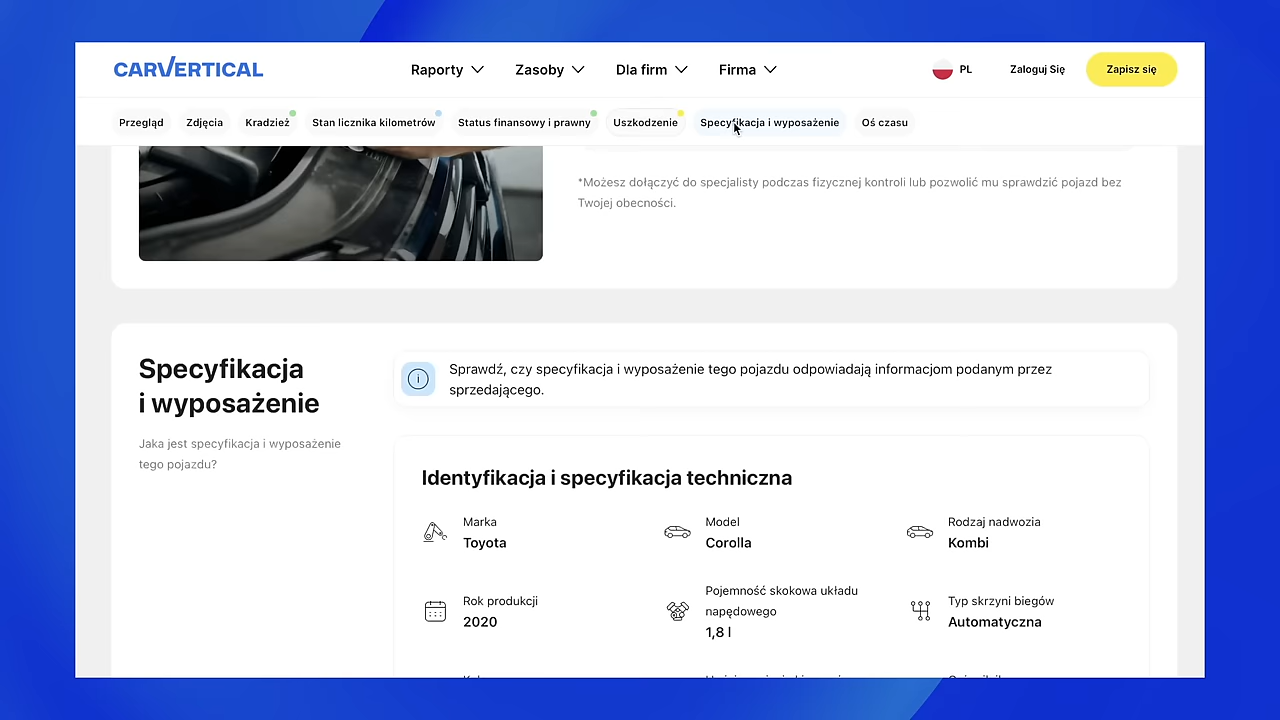 CARVERTICAL
Raporty
Zasoby
Dla firm
Firma
PL
Zaloguj Się
Zapisz się
Przegląd
Zdjęcia
Kradzież
Stan licznika kilometrów
Status finansowy i prawny
Uszkodzenie
Specyfikacja i wyposażenie
Oś czasu
*Możesz dołączyć do specjalisty podczas fizycznej kontroli lub pozwolić mu sprawdzić pojazd bez
Twojej obecności.
Specyfikacja
i wyposażenie
Jaka jest specyfikacja i wyposażenie
tego pojazdu?
Sprawdź, czy specyfikacja i wyposażenie tego pojazdu odpowiadają informacjom podanym przez
sprzedającego.
Identyfikacja i specyfikacja techniczna
Marka
Toyota
Model
Corolla
Rodzaj nadwozia
Kombi
Rok produkcji
2020
Pojemność skokowa układu
napędowego
1,8 l
Typ skrzyni biegów
Automatyczna